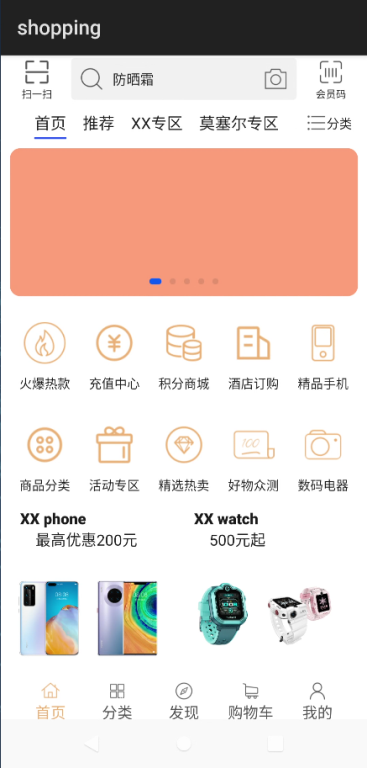 shopping
扫一扫 防晒霜 会员码
首页 推荐 XX专区 莫塞尔专区 分类
火爆热款 充值中心 积分商城 酒店订购 精品手机
100
商品分类 活动专区 精选热卖 好物众测 数码电器
XX phone XX watch
最高优惠200元 500元起
首页 分类 发现 购物车 我的